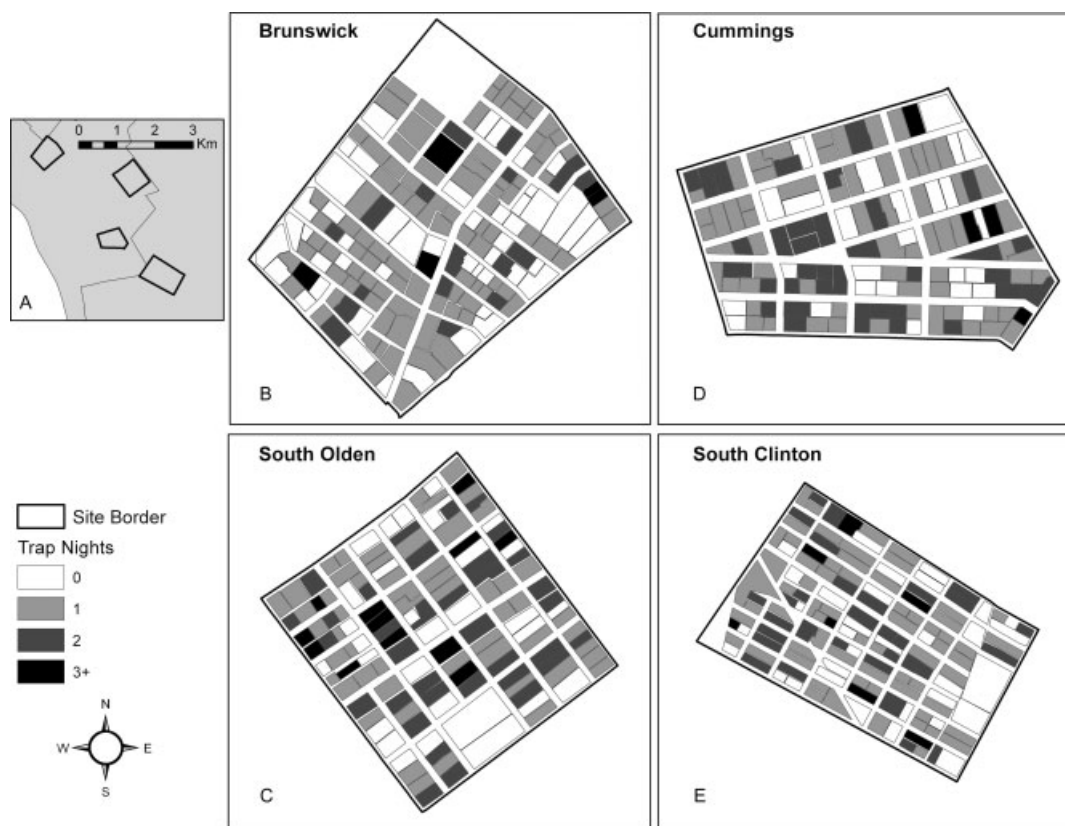 Brunswick
Cummings
0 1 2 3
Km
A
B
D
South Olden
South Clinton
Site Border
Trap Nights
0
1
2
3+
N
W E
S
C
E